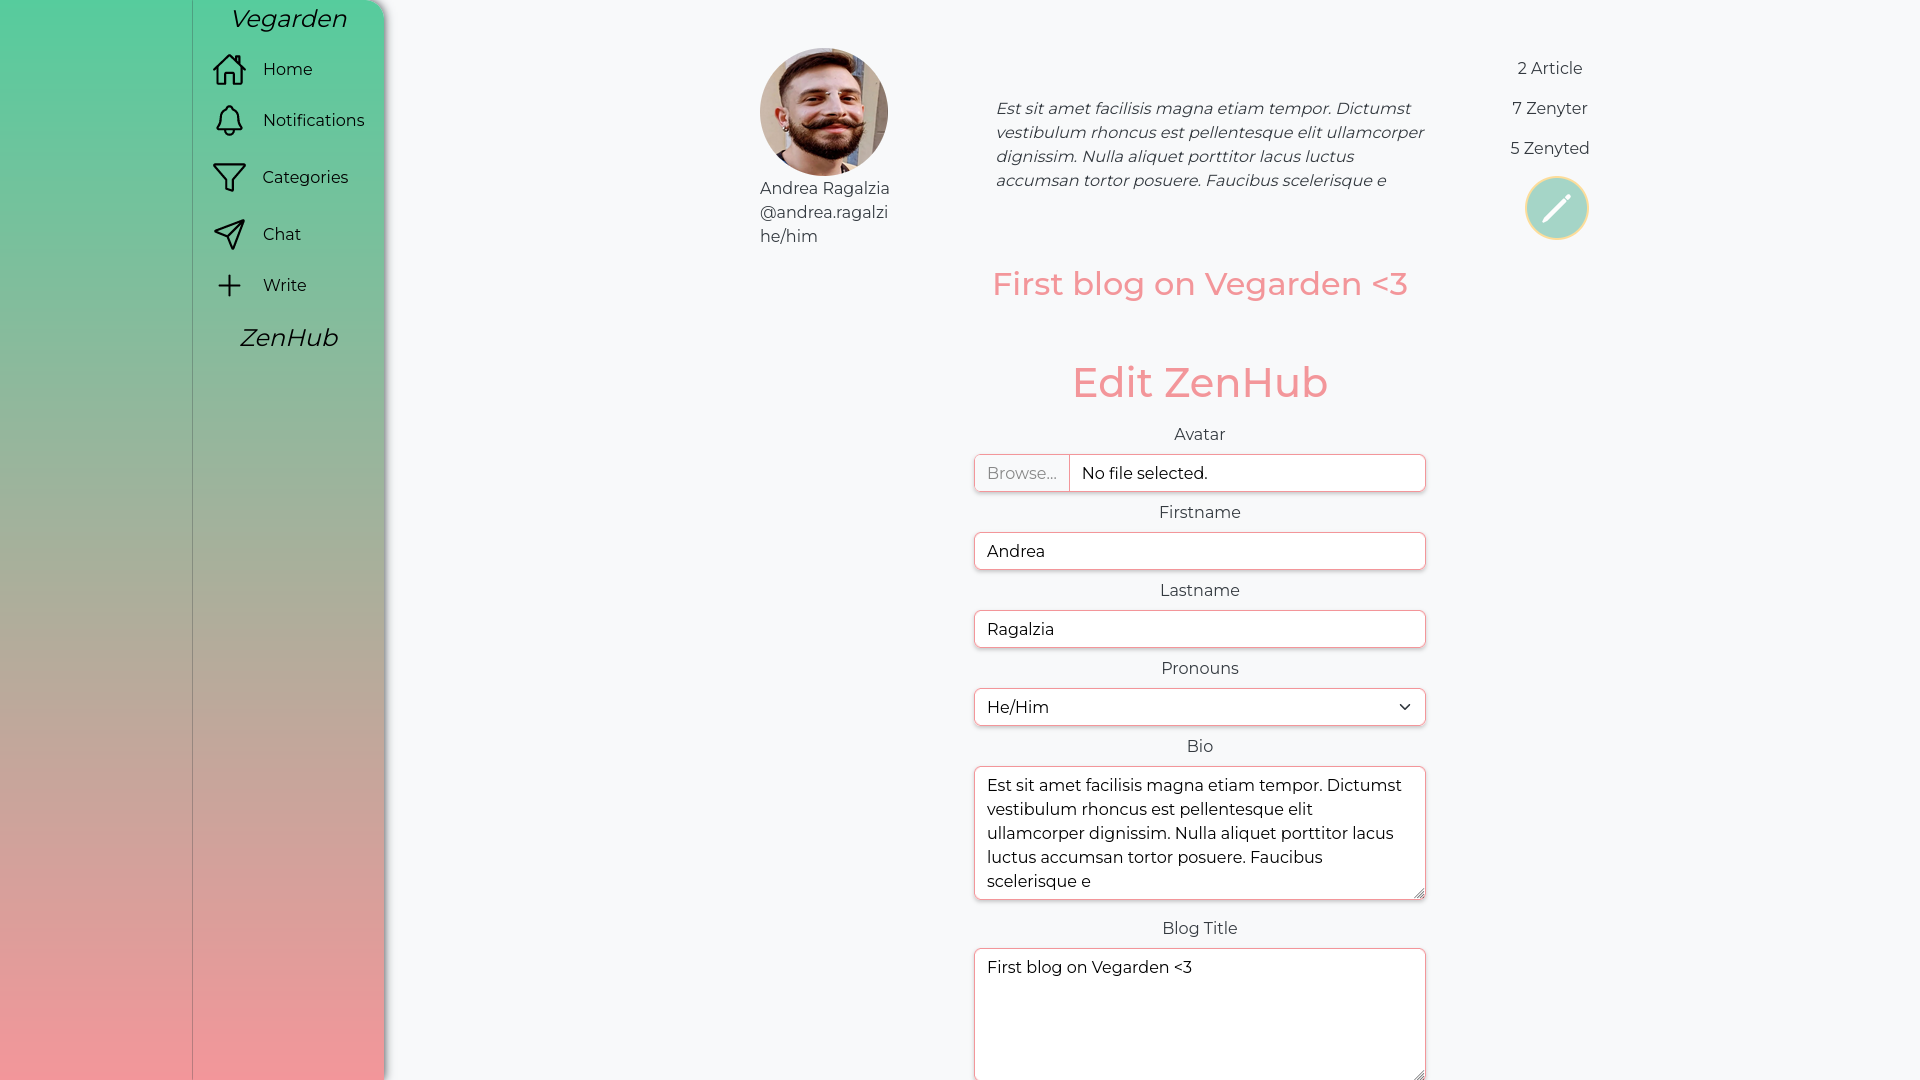 Vegarden
Home
Notifications
Categories
Chat
Write
ZenHub
Andrea Ragalzia
@andrea.ragalzi
he/him
Est sit amet facilisis magna etiam tempor. Dictumst
vestibulum rhoncus est pellentesque elit ullamcorper
dignissim. Nulla aliquet porttitor lacus luctus
accumsan tortor posuere. Faucibus scelerisque e
2 Article
7 Zenyter
5 Zenyted
First blog on Vegarden <3
Edit ZenHub
Avatar
Browse... No file selected.
Firstname
Andrea
Lastname
Ragalzia
Pronouns
He/Him
Bio
Est sit amet facilisis magna etiam tempor. Dictumst
vestibulum rhoncus est pellentesque elit
ullamcorper dignissim. Nulla aliquet porttitor lacus
luctus accumsan tortor posuere. Faucibus
scelerisque e
Blog Title
First blog on Vegarden <3